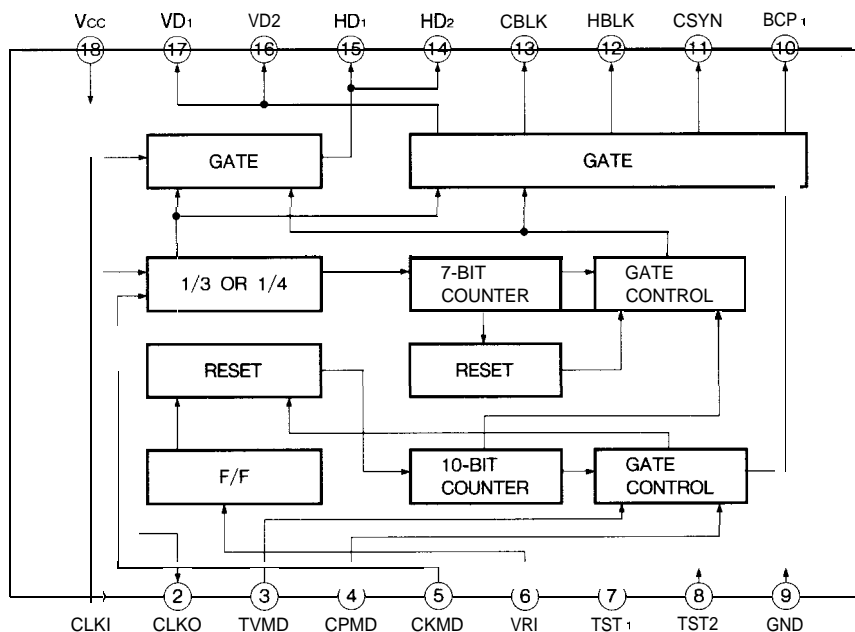 Vcc VD1 VD2 HD1 HD2 CBLK HBLK CSYN BCP1
18 17 16 15 14 13 12 11 10
GATE GATE
1/3 OR 1/4 7-BIT COUNTER GATE CONTROL
RESET RESET
F/F 10-BIT COUNTER GATE CONTROL
2 3 4 5 6 7 8 9
CLKI CLKO TVMD CPMD CKMD VRI TST1 TST2 GND